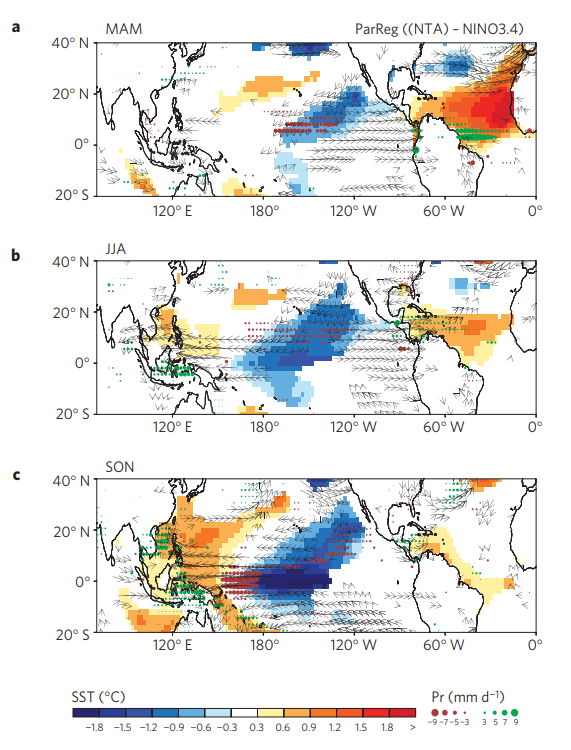 a MAM ParReg ((NTA) – NINO3.4)
40° N
20° N
0°
20° S
120° E 180° 120° W 60° W 0°
b JJA
40° N
20° N
0°
20° S
120° E 180° 120° W 60° W 0°
c SON
40° N
20° N
0°
20° S
120° E 180° 120° W 60° W 0°
SST (°C) Pr (mm d⁻¹)
−1.8 −1.5 −1.2 −0.9 −0.6 −0.3 0.3 0.6 0.9 1.2 1.5 1.8 > −9 −7 −5 −3 3 5 7 9